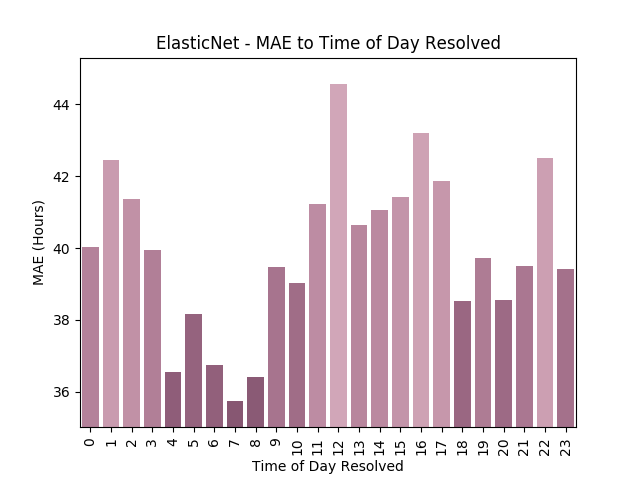 ElasticNet - MAE to Time of Day Resolved
44
42
40
38
36
MAE (Hours)
0 1 2 3 4 5 6 7 8 9 10 11 12 13 14 15 16 17 18 19 20 21 22 23
Time of Day Resolved